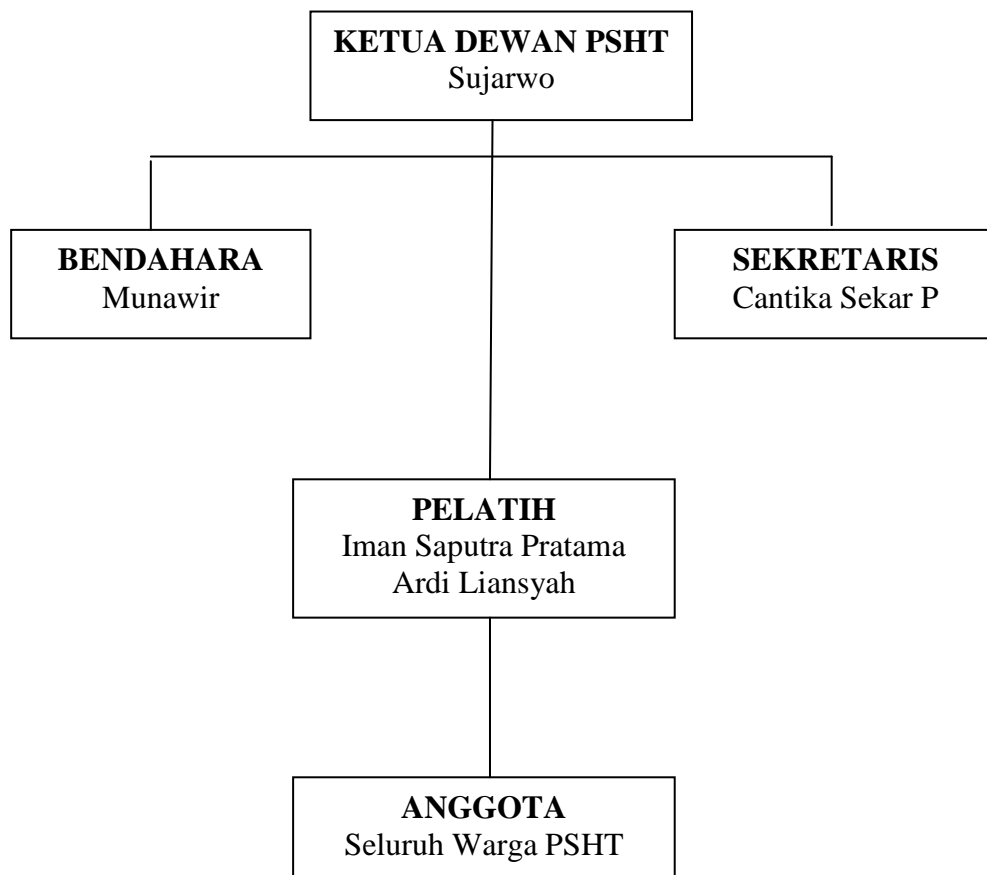 KETUA DEWAN PSHT
Sujarwo
BENDAHARA
Munawir
SEKRETARIS
Cantika Sekar P
PELATIH
Iman Saputra Pratama
Ardi Liansyah
ANGGOTA
Seluruh Warga PSHT